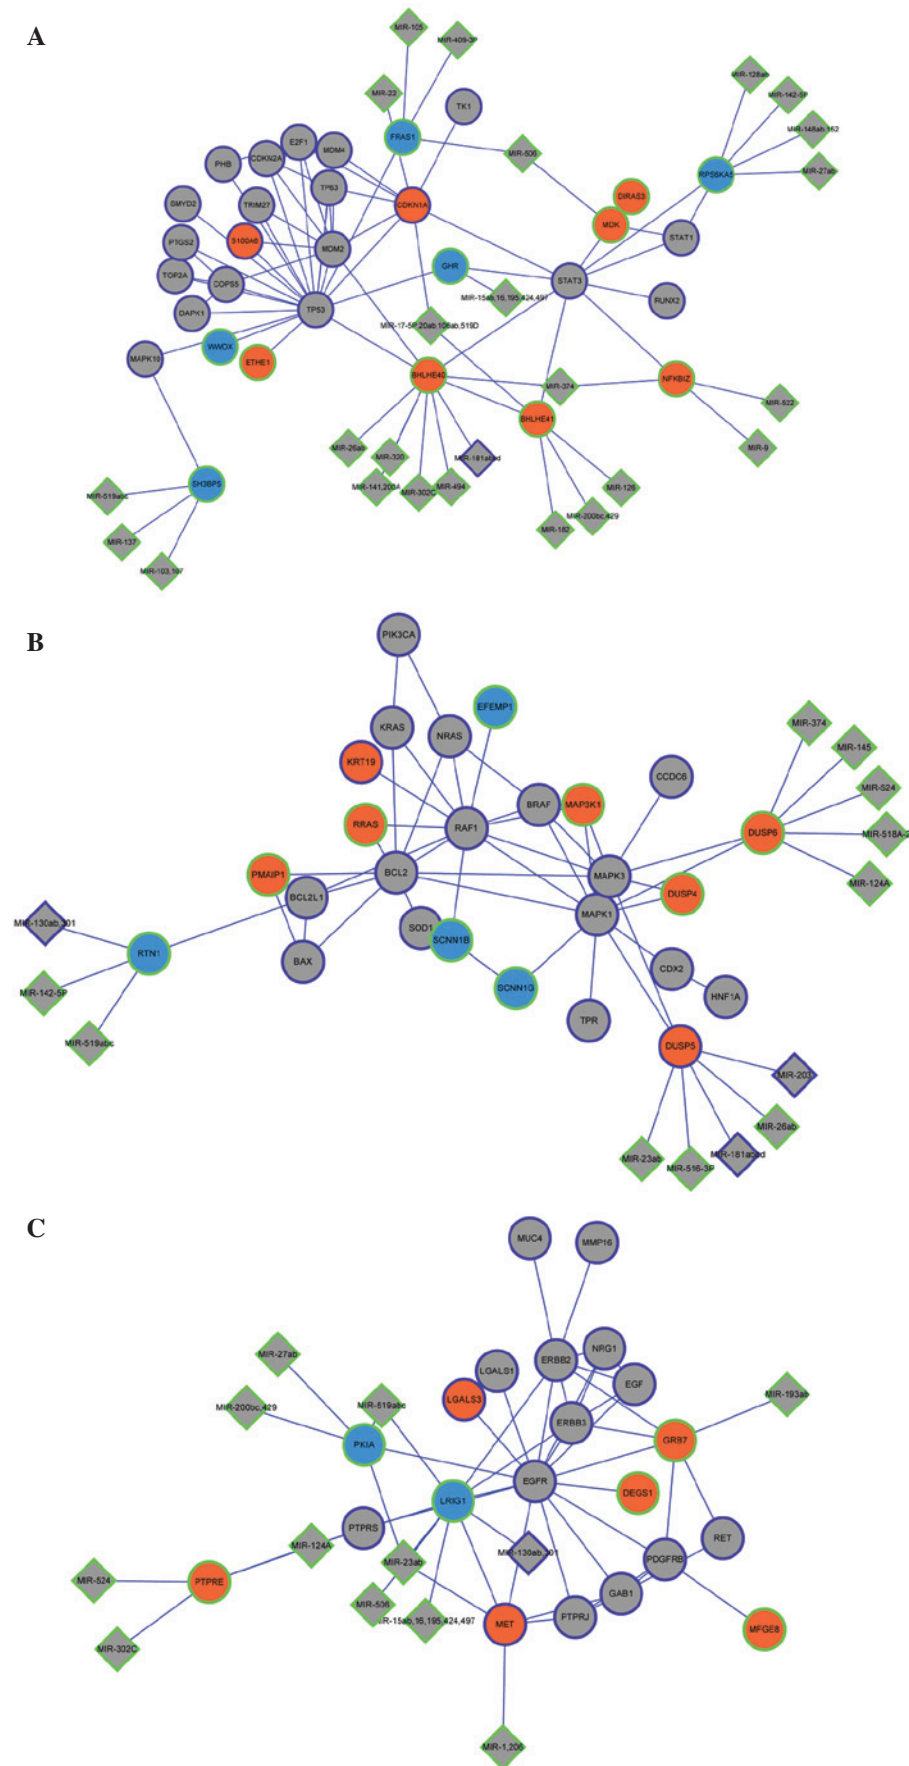 A
MIR-105
MIR-409-3P
MIR-22
TK1
FRAS1
MIR-506
MIR-128ab
MIR-142-5P
MIR-148ab,152
MIR-27ab
RPS6KA5
E2F1
MDM4
CDKN2A
PHB
TP63
SMYD2
TRIM27
CDKN1A
DIRAS3
MDK
S100A6
PTGS2
MDM2
STAT1
GHR
TOP2A
COPS5
STAT3
RUNX2
MIR-15ab,16,195,424,497
DAPK1
TP53
MIR-17-5P,20ab,106ab,519D
WWOX
MAPK10
ETHE1
BHLHE40
MIR-374
NFKBIZ
MIR-522
BHLHE41
MIR-9
MIR-26ab
MIR-320
MIR-181abcd
MIR-141,200A
MIR-302C
MIR-494
MIR-126
MIR-200bc,429
MIR-182
SH3BP5
MIR-519abc
MIR-137
MIR-103,107
B
PIK3CA
EFEMP1
KRAS
NRAS
MIR-374
MIR-145
KRT19
CCDC6
MIR-524
BRAF
MAP3K1
RRAS
RAF1
DUSP6
MIR-518A-2
PMAIP1
BCL2
MAPK3
MIR-124A
BCL2L1
DUSP4
MAPK1
MIR-130ab,301
SOD1
SCNN1B
RTN1
BAX
CDX2
MIR-142-5P
SCNN1G
HNF1A
TPR
MIR-519abc
DUSP5
MIR-203
MIR-26ab
MIR-181abcd
MIR-23ab
MIR-516-3P
C
MUC4
MMP16
MIR-27ab
NRG1
ERBB2
LGALS1
EGF
MIR-193ab
LGALS3
MIR-200bc,429
MIR-519abc
ERBB3
PKIA
GRB7
EGFR
DEGS1
LRIG1
PTPRS
RET
MIR-124A
MIR-130ab,301
PDGFRB
MIR-23ab
MIR-524
PTPRE
GAB1
MIR-506
MIR-15ab,16,195,424,497
PTPRJ
MET
MFGE8
MIR-302C
MIR-1,206